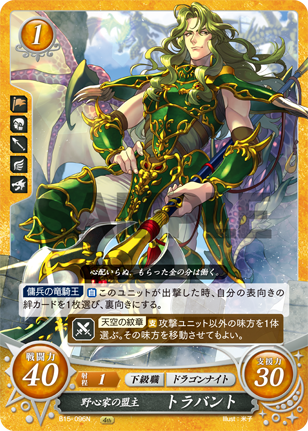 1
SAMPLE
心配いらぬ。もらった金の分は働く。
傭兵の竜騎王 自 このユニットが出撃した時、自分の表向きの
絆カードを1枚選び、裏向きにする。
天空の紋章 支 攻撃ユニット以外の味方を1体
選ぶ。その味方を移動させてもよい。
戦闘力
40
射程
1
下級職
ドラゴンナイト
支援力
30
野心家の盟主
トラバント
B15-096N
Illust：米子